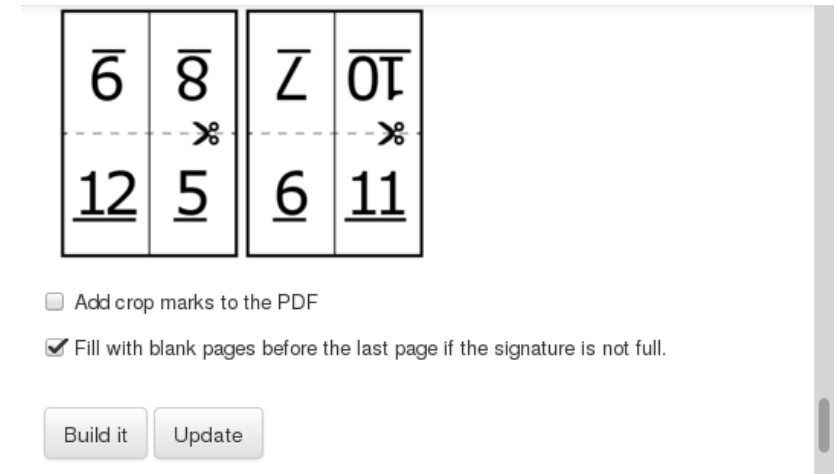 9 8 7 10
12 5 6 11
Add crop marks to the PDF
Fill with blank pages before the last page if the signature is not full.
Build it Update